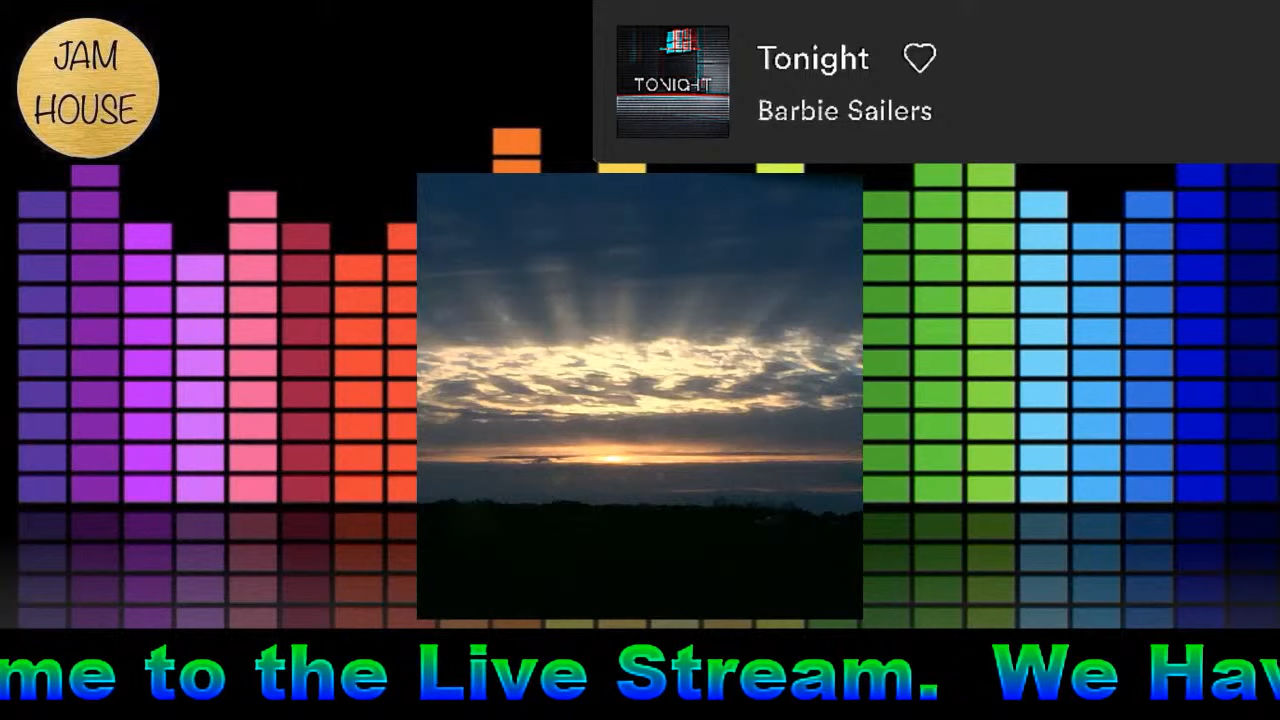 JAM
HOUSE
TONIGHT
Tonight
Barbie Sailers
me to the Live Stream. We Hav